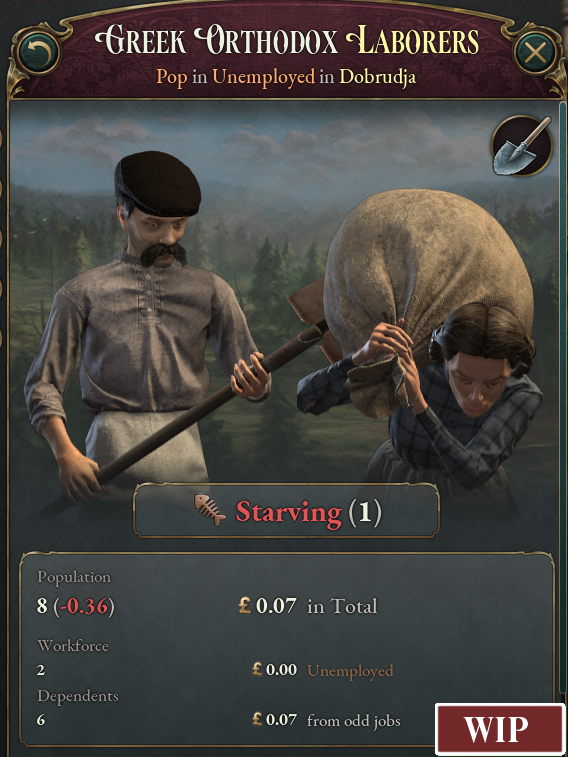 Greek Orthodox Laborers
Pop in Unemployed in Dobrudja
Starving (1)
Population
8 (-0.36)
£ 0.07 in Total
Workforce
2
£ 0.00 Unemployed
Dependents
6
£ 0.07 from odd jobs
WIP